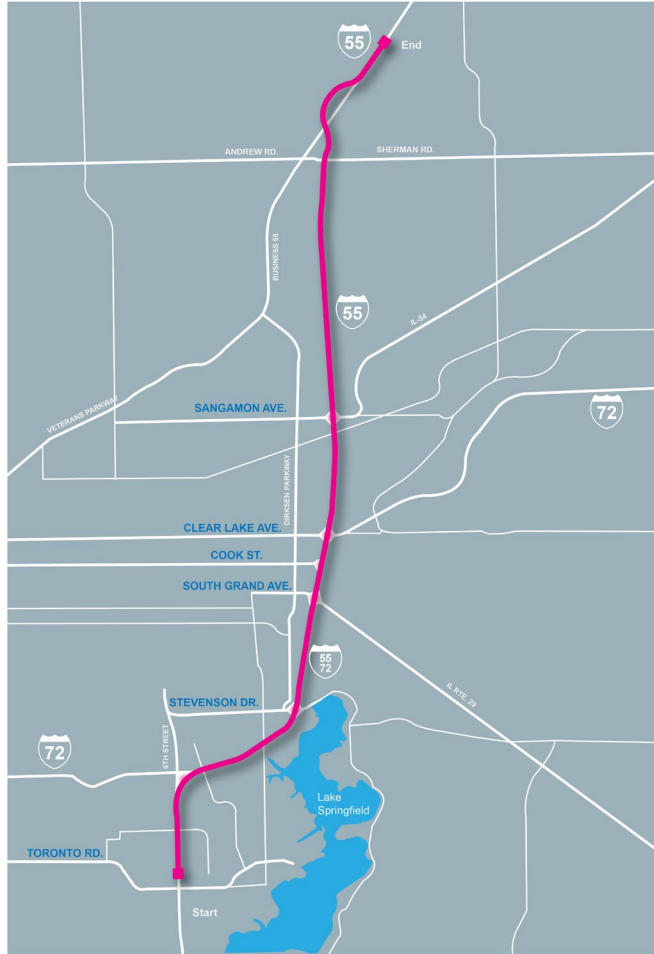 55
End
ANDREW RD.
SHERMAN RD.
BUSINESS 55
55
IL-54
VETERANS PARKWAY
SANGAMON AVE.
72
DIRKSEN PARKWAY
CLEAR LAKE AVE.
COOK ST.
SOUTH GRAND AVE.
55
72
IL RTE. 29
STEVENSON DR.
6TH STREET
72
Lake
Springfield
TORONTO RD.
Start